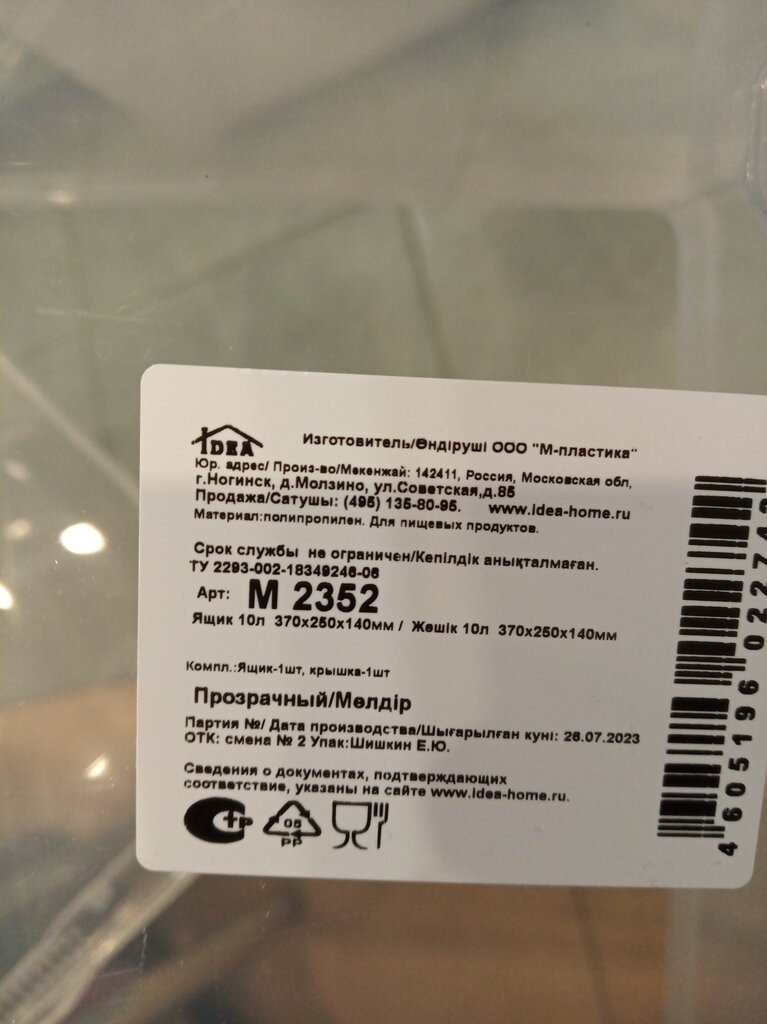 IDEA
Изготовитель/Өндіруші ООО "М-пластика"
Юр. адрес/ Произ-во/Мекенжай: 142411, Россия, Московская обл,
г.Ногинск, д.Молзино, ул.Советская,д.85
Продажа/Сатушы: (495) 135-80-95. www.idea-home.ru
Материал:полипропилен. Для пищевых продуктов.
Срок службы не ограничен/Кепілдік анықталмаған.
ТУ 2293-002-18349246-06
Арт: М 2352
Ящик 10л 370х250х140мм / Жөшік 10л 370х250х140мм
Компл.:Ящик-1шт, крышка-1шт
Прозрачный/Мөлдір
Партия №/ Дата производства/Шығарылған күні: 26.07.2023
ОТК: смена № 2 Упак:Шишкин Е.Ю.
Сведения о документах, подтверждающих
соответствие, указаны на сайте www.idea-home.ru.
05
PP